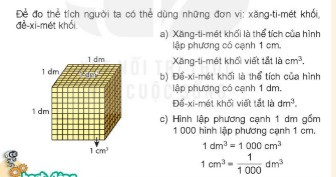 Để đo thể tích người ta có thể dùng những đơn vị: xăng-ti-mét khối,
đề-xi-mét khối.
a) Xăng-ti-mét khối là thể tích của hình
lập phương có cạnh 1 cm.
Xăng-ti-mét khối viết tắt là cm³.
b) Đề-xi-mét khối là thể tích của hình
lập phương có cạnh 1 dm.
Đề-xi-mét khối viết tắt là dm³.
c) Hình lập phương cạnh 1 dm gồm
1 000 hình lập phương cạnh 1 cm.
1 dm³ = 1 000 cm³
1 cm³ = 1/1 000 dm³
1 dm
1 dm
1 dm
1 cm³